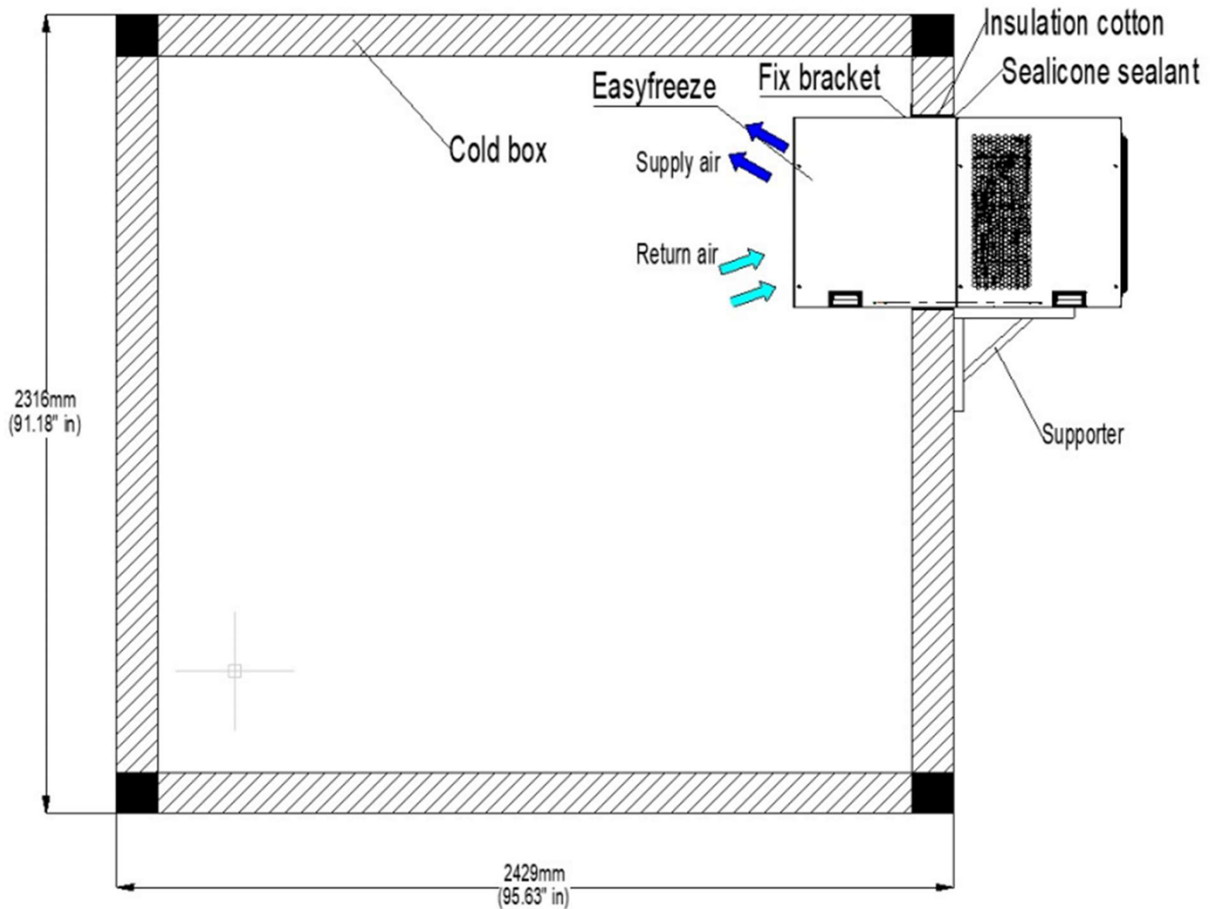 Insulation cotton
Sealicone sealant
Fix bracket
Easyfreeze
Cold box
Supply air
Return air
2316mm
(91.18" in)
Supporter
2429mm
(95.63" in)